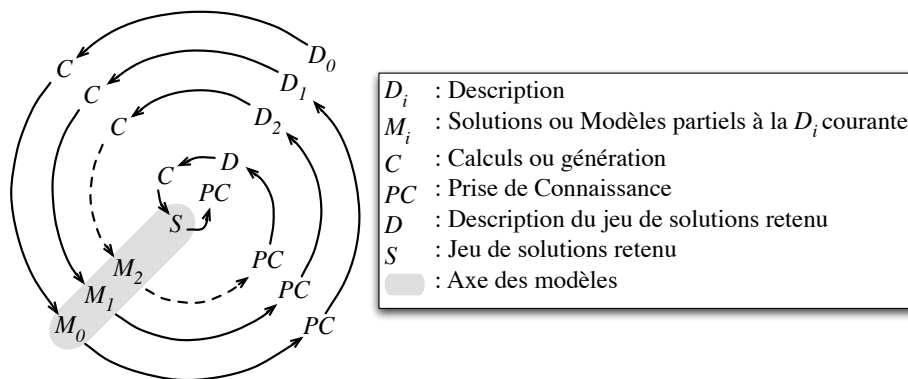 D0
C
D1
C
D2
C
D
C
PC
S
M2
PC
M1
PC
M0
PC
Di : Description
Mi : Solutions ou Modèles partiels à la Di courante
C : Calculs ou génération
PC : Prise de Connaissance
D : Description du jeu de solutions retenu
S : Jeu de solutions retenu
: Axe des modèles